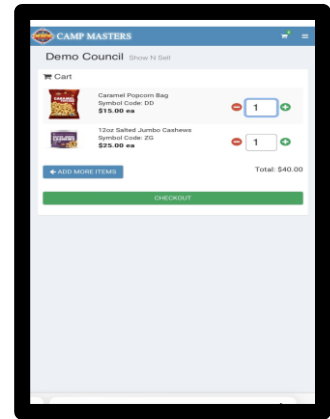 CAMP MASTERS
Demo Council Show N Sell
Cart
Caramel Popcorn Bag
Symbol Code: DD
$15.00 ea
1
12oz Salted Jumbo Cashews
Symbol Code: ZG
$25.00 ea
1
ADD MORE ITEMS
Total: $40.00
CHECKOUT